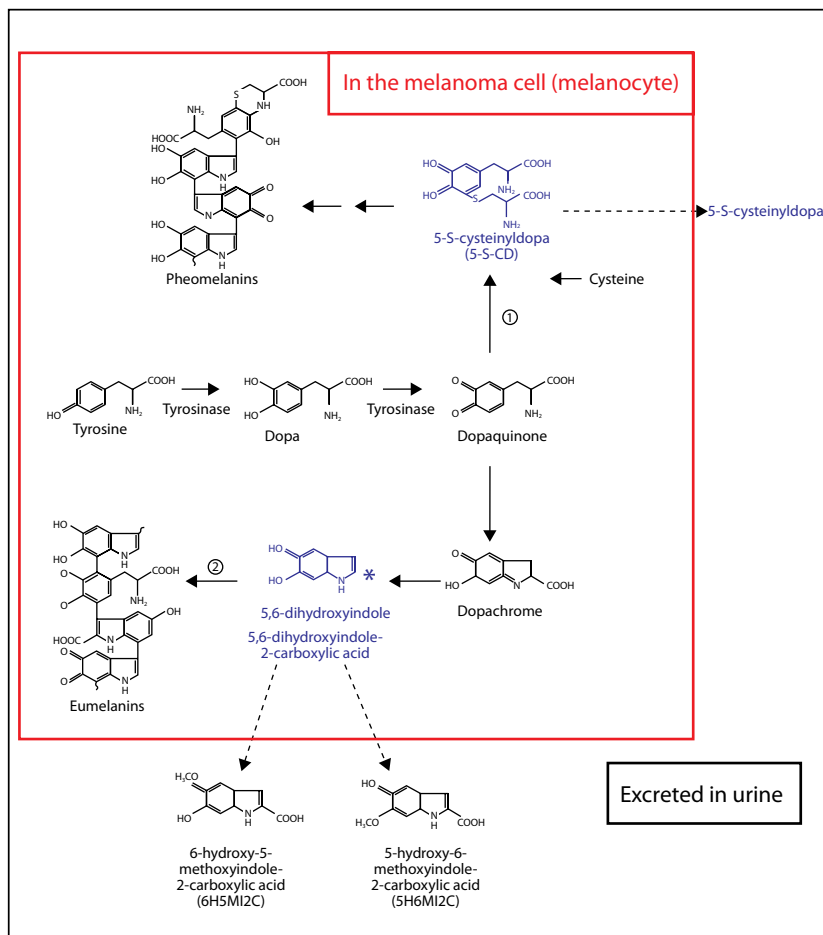 In the melanoma cell (melanocyte)
COOH
S
NH
NH₂
HOOC
OH
HO
HO
N
H
O
N
O
HO
HO
N
H
Pheomelanins
HO
COOH
HO
NH₂
S
COOH
NH₂
5-S-cysteinyldopa
(5-S-CD)
5-S-cysteinyldopa
Cysteine
①
COOH
NH₂
HO
Tyrosine
Tyrosinase
HO
HO
COOH
NH₂
Dopa
Tyrosinase
O
O
COOH
NH₂
Dopaquinone
HO
HO
N
H
O
O
COOH
NH₂
OH
HOOC
N
H
O
O
N
H
Eumelanins
②
HO
HO
N
H
*
5,6-dihydroxyindole
5,6-dihydroxyindole-
2-carboxylic acid
O
HO
N
COOH
Dopachrome
H₃CO
HO
N
H
COOH
6-hydroxy-5-
methoxyindole-
2-carboxylic acid
(6H5MI2C)
HO
H₃CO
N
H
COOH
5-hydroxy-6-
methoxyindole-
2-carboxylic acid
(5H6MI2C)
Excreted in urine